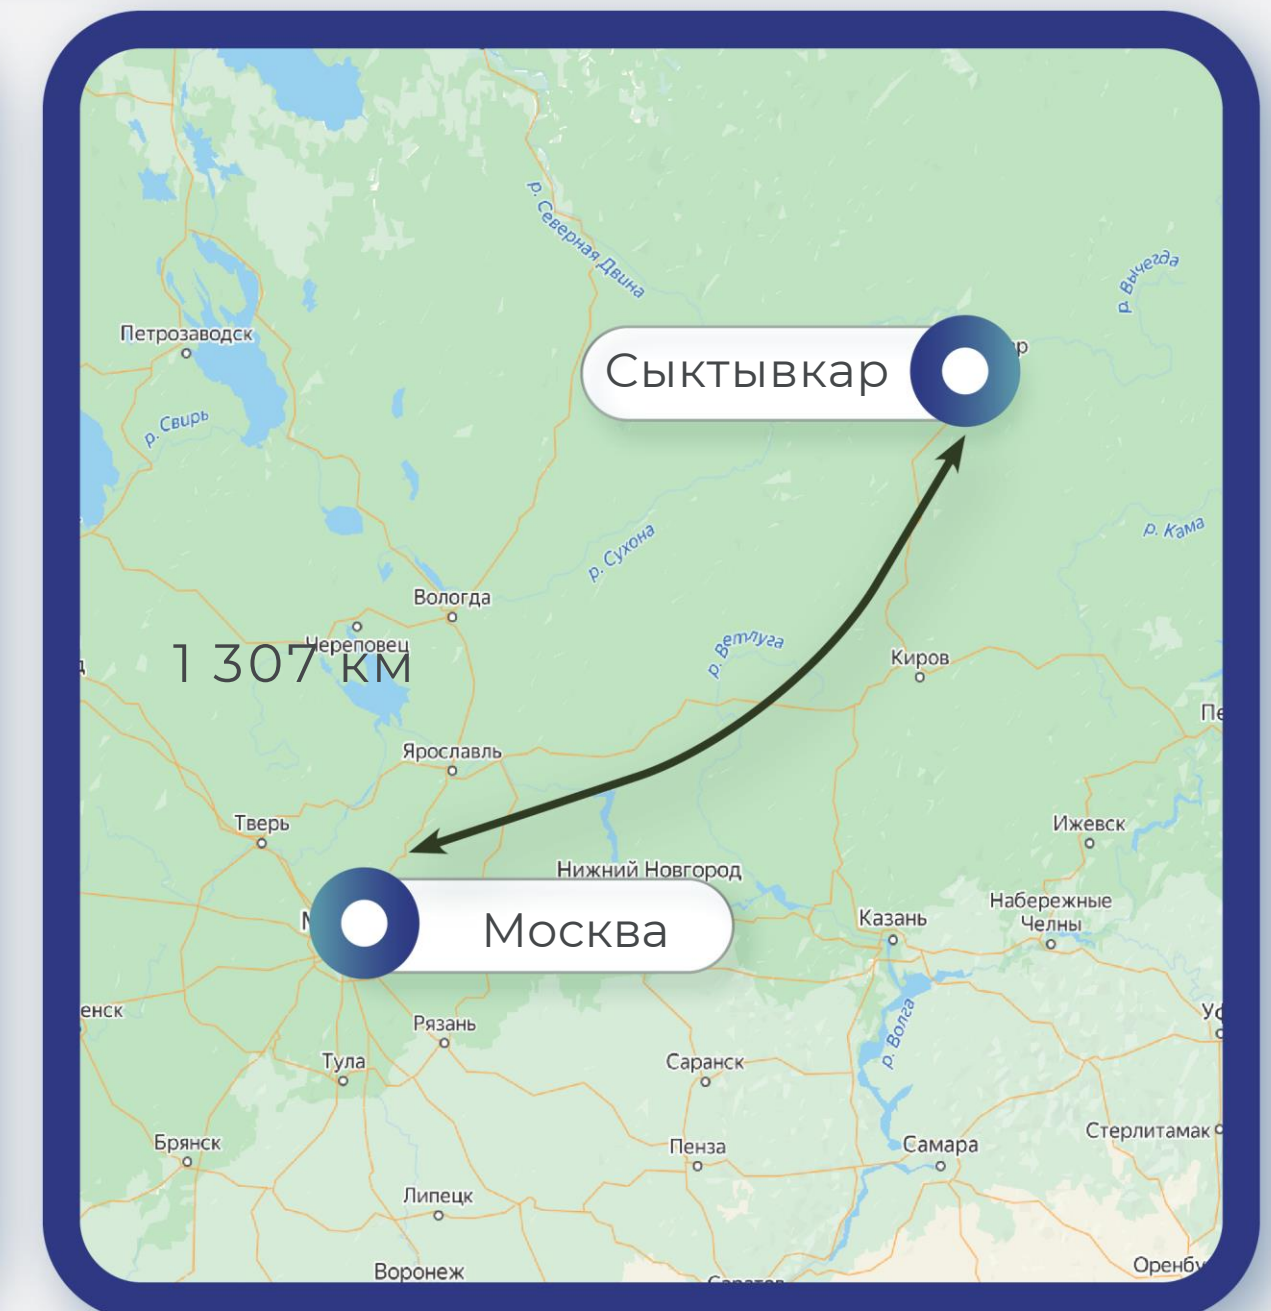 р. Северная Двина
р. Вычегда
Петрозаводск
р. Свирь
Сыктывкар
р. Кама
р. Сухона
Вологда
Череповец
1 307 км
р. Ветлуга
Киров
Ярославль
Тверь
Ижевск
Нижний Новгород
Набережные
Челны
Казань
Москва
р. Волга
Рязань
Тула
Саранск
Брянск
Пенза
Самара
Стерлитамак
Липецк
Воронеж